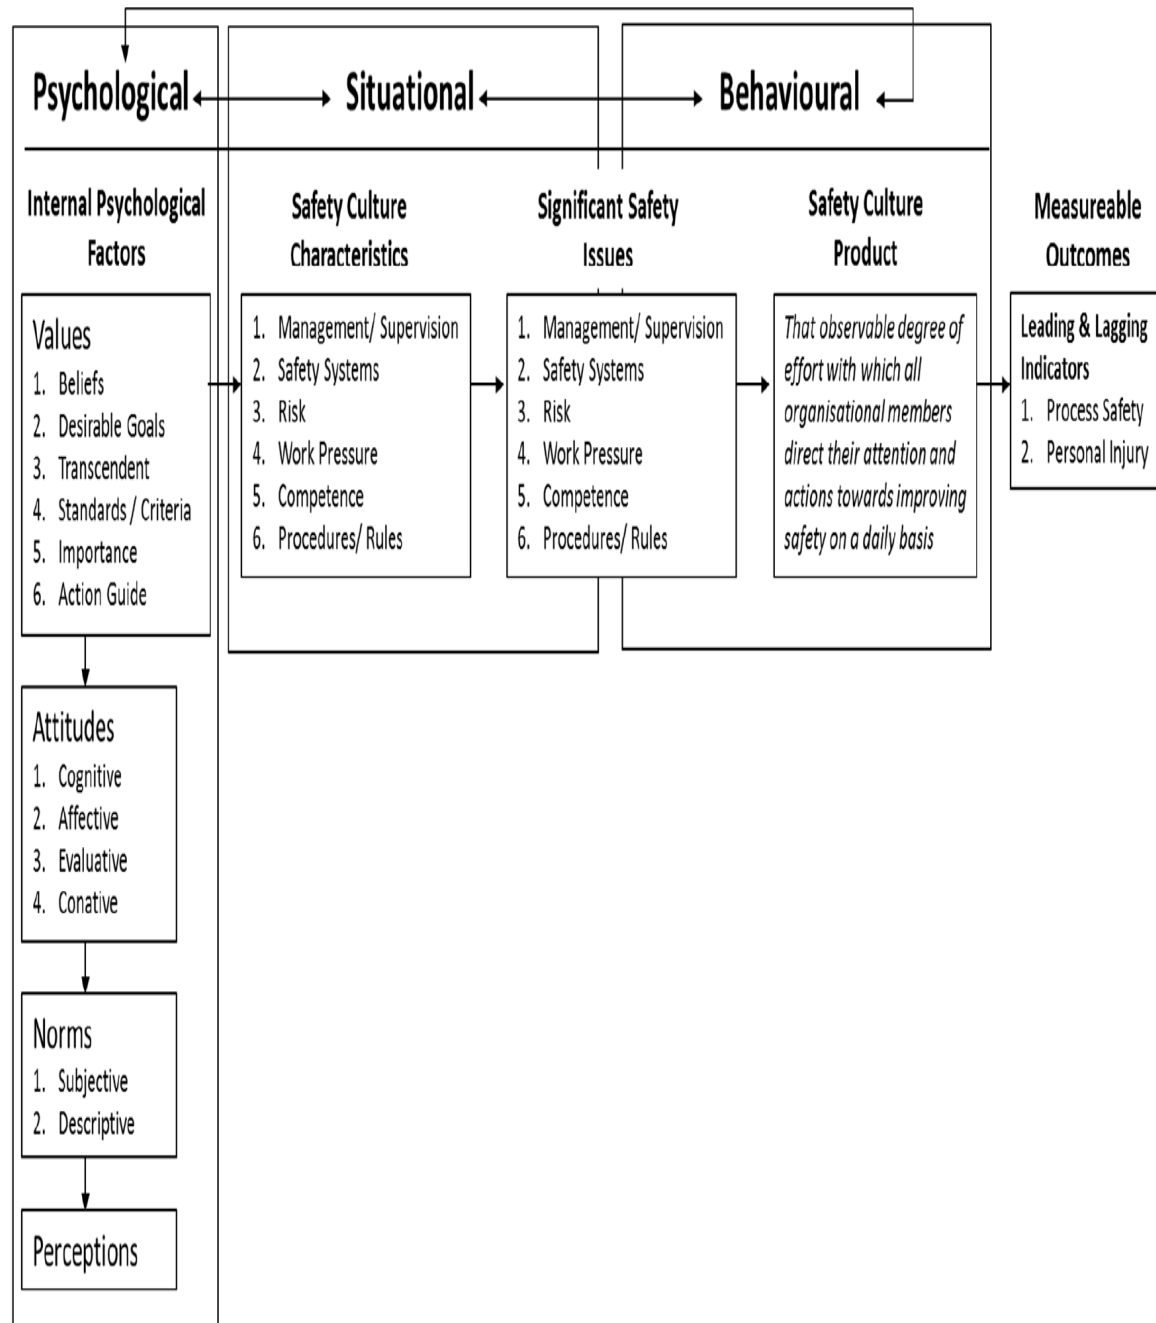 Psychological
Situational
Behavioural
Internal Psychological
Factors
Safety Culture
Characteristics
Significant Safety
Issues
Safety Culture
Product
Measureable
Outcomes
Values
1. Beliefs
2. Desirable Goals
3. Transcendent
4. Standards / Criteria
5. Importance
6. Action Guide
1. Management/ Supervision
2. Safety Systems
3. Risk
4. Work Pressure
5. Competence
6. Procedures/ Rules
1. Management/ Supervision
2. Safety Systems
3. Risk
4. Work Pressure
5. Competence
6. Procedures/ Rules
That observable degree of
effort with which all
organisational members
direct their attention and
actions towards improving
safety on a daily basis
Leading & Lagging
Indicators
1. Process Safety
2. Personal Injury
Attitudes
1. Cognitive
2. Affective
3. Evaluative
4. Conative
Norms
1. Subjective
2. Descriptive
Perceptions